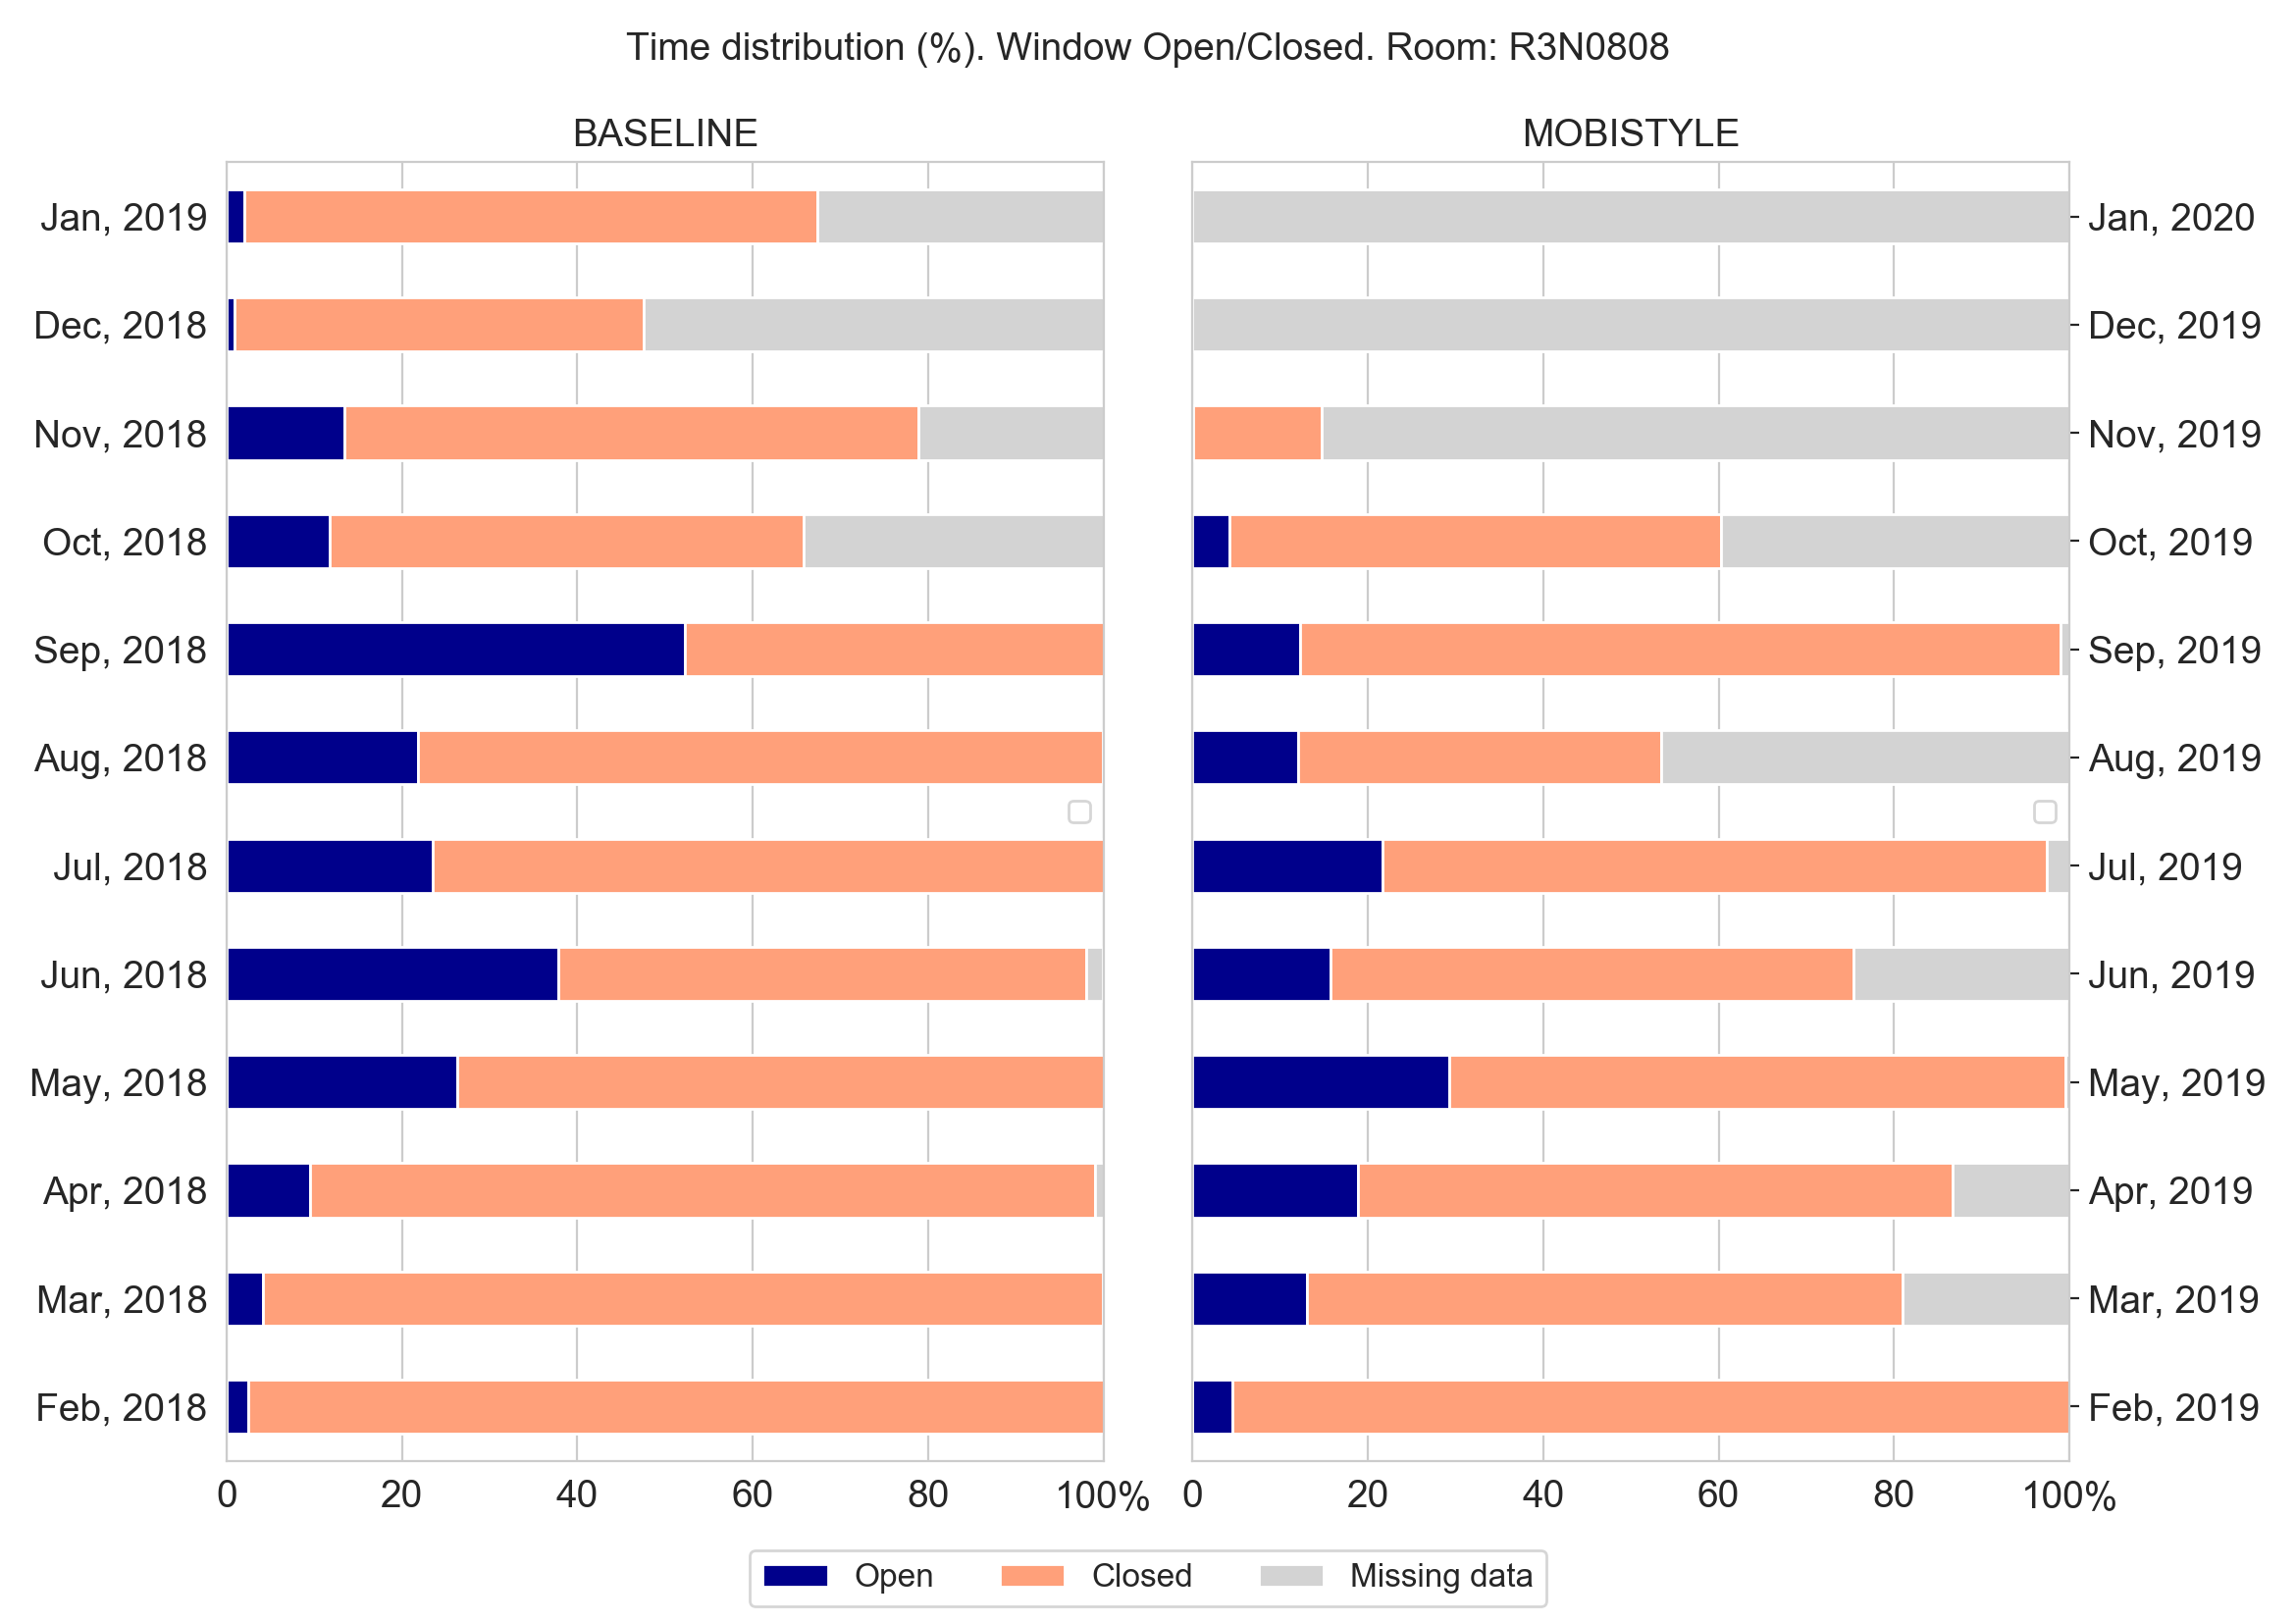 Time distribution (%). Window Open/Closed. Room: R3N0808
BASELINE
MOBISTYLE
Jan, 2019
Dec, 2018
Nov, 2018
Oct, 2018
Sep, 2018
Aug, 2018
Jul, 2018
Jun, 2018
May, 2018
Apr, 2018
Mar, 2018
Feb, 2018
0 20 40 60 80 100%
Jan, 2020
Dec, 2019
Nov, 2019
Oct, 2019
Sep, 2019
Aug, 2019
Jul, 2019
Jun, 2019
May, 2019
Apr, 2019
Mar, 2019
Feb, 2019
0 20 40 60 80 100%
Open Closed Missing data